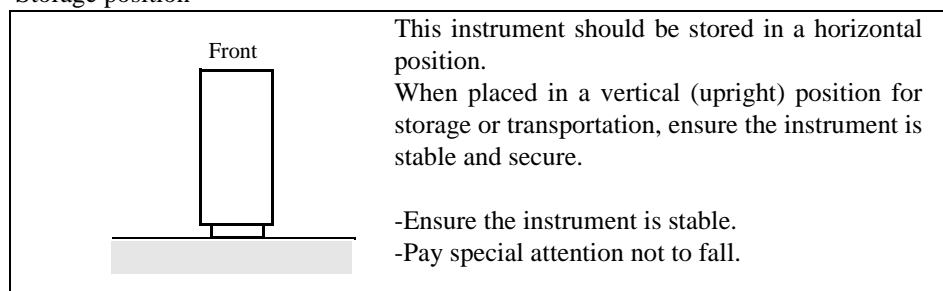 Storage position
Front
This instrument should be stored in a horizontal
position.
When placed in a vertical (upright) position for
storage or transportation, ensure the instrument is
stable and secure.
-Ensure the instrument is stable.
-Pay special attention not to fall.